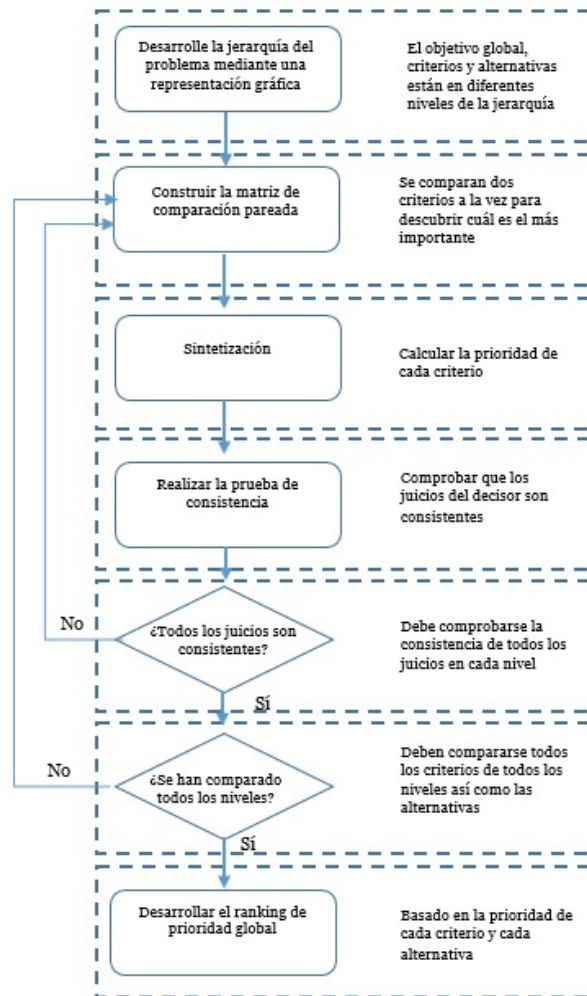 Desarrolle la jerarquía del
problema mediante una
representación gráfica
El objetivo global,
criterios y alternativas
están en diferentes
niveles de la jerarquía
Construir la matriz de
comparación pareada
Se comparan dos
criterios a la vez para
descubrir cuál es el más
importante
Sintetización
Calcular la prioridad de
cada criterio
Realizar la prueba de
consistencia
Comprobar que los
juicios del decisor son
consistentes
No
¿Todos los juicios son
consistentes?
Debe comprobarse la
consistencia de todos los
juicios en cada nivel
Sí
No
¿Se han comparado
todos los niveles?
Deben compararse todos
los criterios de todos los
niveles así como las
alternativas
Sí
Desarrollar el ranking de
prioridad global
Basado en la prioridad de
cada criterio y cada
alternativa